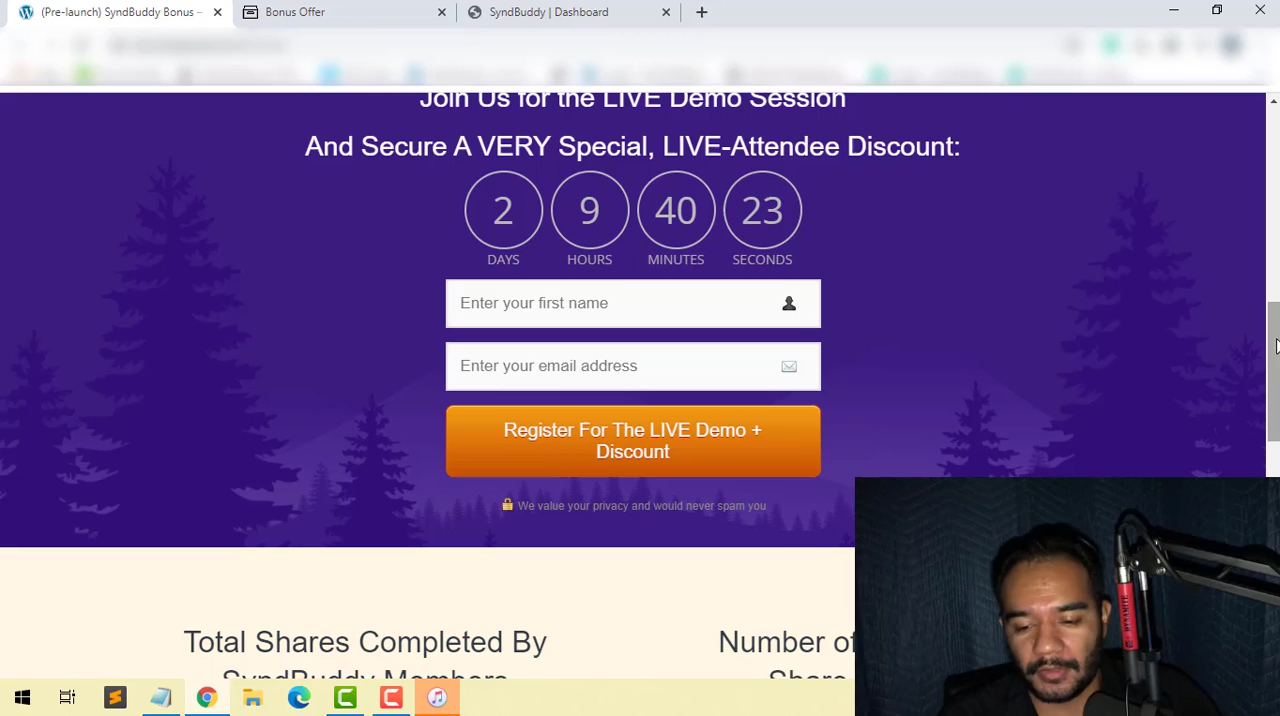 (Pre-launch) SyndBuddy Bonus –
Bonus Offer
SyndBuddy | Dashboard
Join Us for the LIVE Demo Session
And Secure A VERY Special, LIVE-Attendee Discount:
2 9 40 23
DAYS HOURS MINUTES SECONDS
Enter your first name
Enter your email address
Register For The LIVE Demo +
Discount
We value your privacy and would never spam you
Total Shares Completed By
SyndBuddy Members
Number of
Share